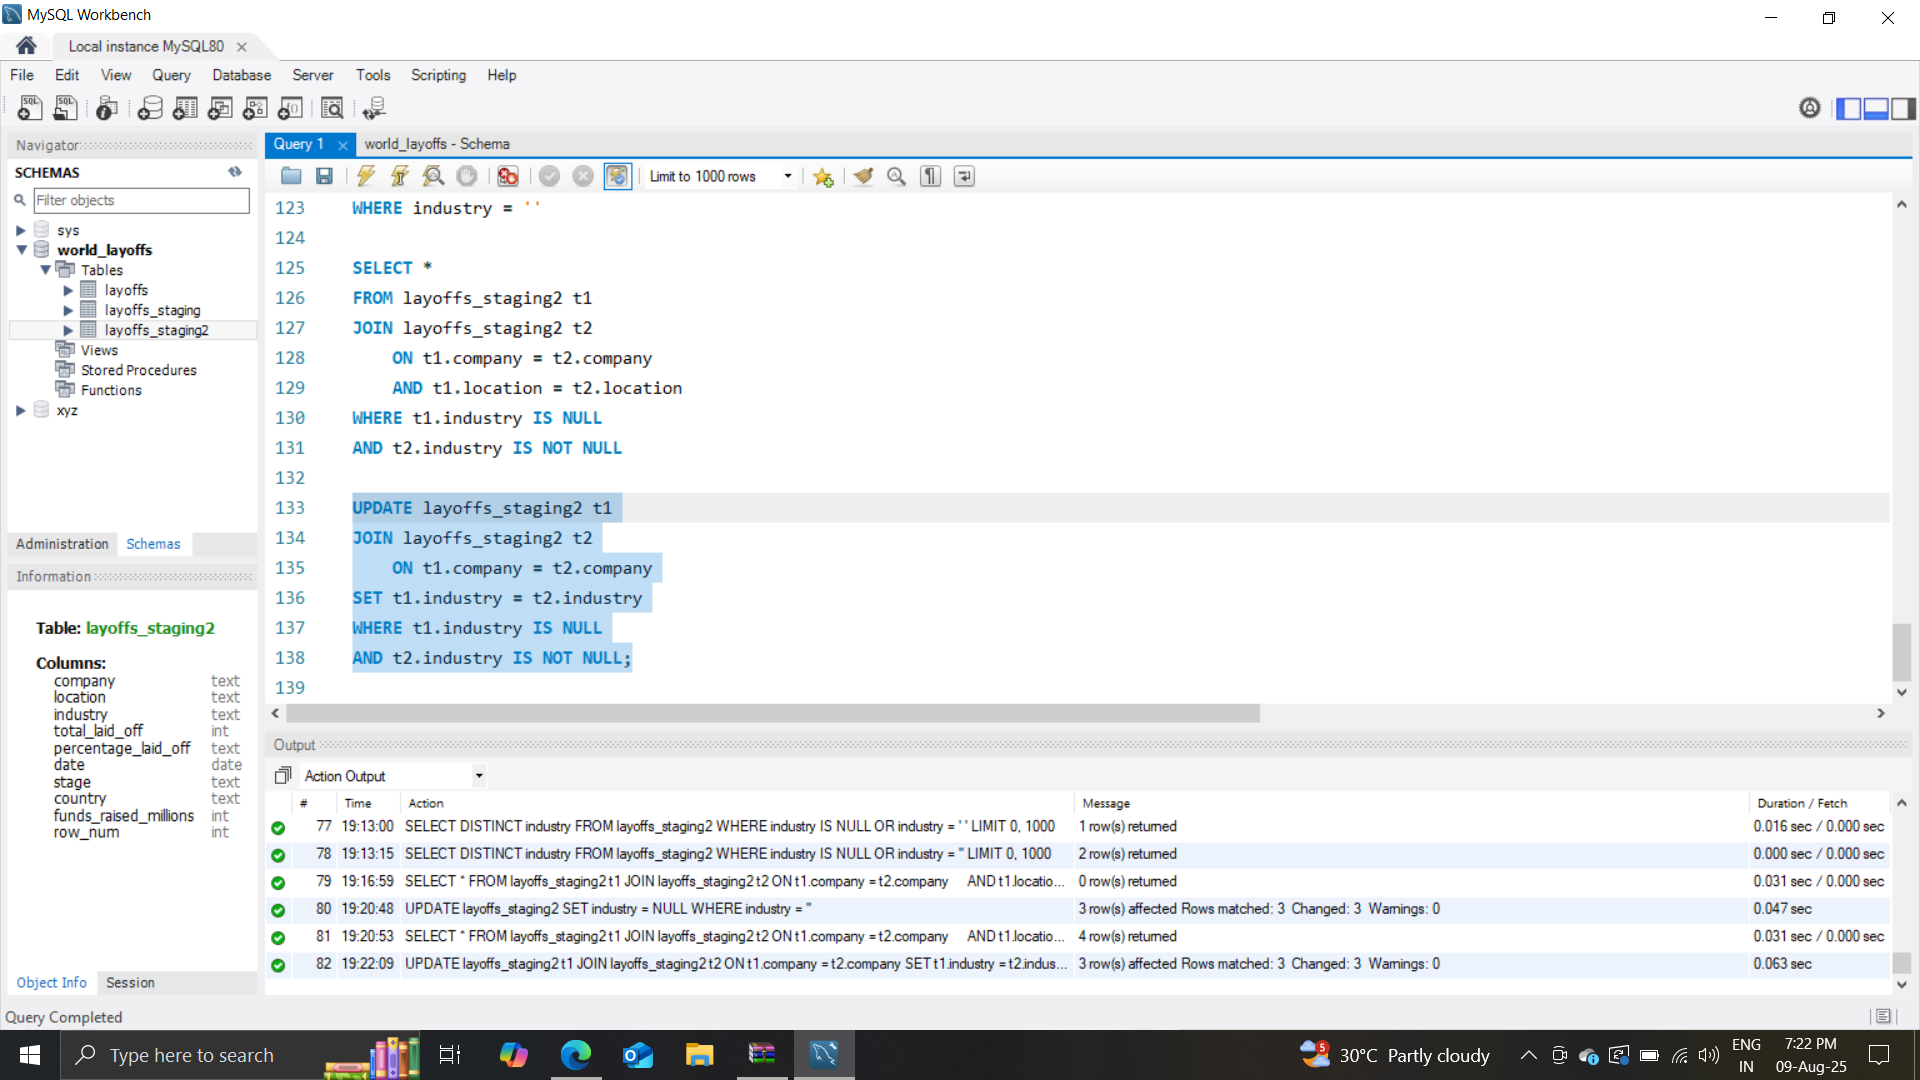 MySQL Workbench
Local instance MySQL80
File Edit View Query Database Server Tools Scripting Help
Navigator
Query 1
world_layoffs - Schema
SCHEMAS
Limit to 1000 rows
Filter objects
sys
world_layoffs
Tables
layoffs
layoffs_staging
layoffs_staging2
Views
Stored Procedures
Functions
xyz
Administration Schemas
Information
Table: layoffs_staging2
Columns:
company text
location text
industry text
total_laid_off int
percentage_laid_off text
date date
stage text
country text
funds_raised_millions int
row_num int
Object Info Session
123 WHERE industry = ''
124
125 SELECT *
126 FROM layoffs_staging2 t1
127 JOIN layoffs_staging2 t2
128 ON t1.company = t2.company
129 AND t1.location = t2.location
130 WHERE t1.industry IS NULL
131 AND t2.industry IS NOT NULL
132
133 UPDATE layoffs_staging2 t1
134 JOIN layoffs_staging2 t2
135 ON t1.company = t2.company
136 SET t1.industry = t2.industry
137 WHERE t1.industry IS NULL
138 AND t2.industry IS NOT NULL;
139
Output
Action Output
# Time Action Message Duration / Fetch
77 19:13:00 SELECT DISTINCT industry FROM layoffs_staging2 WHERE industry IS NULL OR industry = ' ' LIMIT 0, 1000 1 row(s) returned 0.016 sec / 0.000 sec
78 19:13:15 SELECT DISTINCT industry FROM layoffs_staging2 WHERE industry IS NULL OR industry = '' LIMIT 0, 1000 2 row(s) returned 0.000 sec / 0.000 sec
79 19:16:59 SELECT * FROM layoffs_staging2 t1 JOIN layoffs_staging2 t2 ON t1.company = t2.company AND t1.locatio... 0 row(s) returned 0.031 sec / 0.000 sec
80 19:20:48 UPDATE layoffs_staging2 SET industry = NULL WHERE industry = '' 3 row(s) affected Rows matched: 3 Changed: 3 Warnings: 0 0.047 sec
81 19:20:53 SELECT * FROM layoffs_staging2 t1 JOIN layoffs_staging2 t2 ON t1.company = t2.company AND t1.locatio... 4 row(s) returned 0.031 sec / 0.000 sec
82 19:22:09 UPDATE layoffs_staging2 t1 JOIN layoffs_staging2 t2 ON t1.company = t2.company SET t1.industry = t2.indus... 3 row(s) affected Rows matched: 3 Changed: 3 Warnings: 0 0.063 sec
Query Completed
Type here to search
5
30°C Partly cloudy
ENG
IN
7:22 PM
09-Aug-25